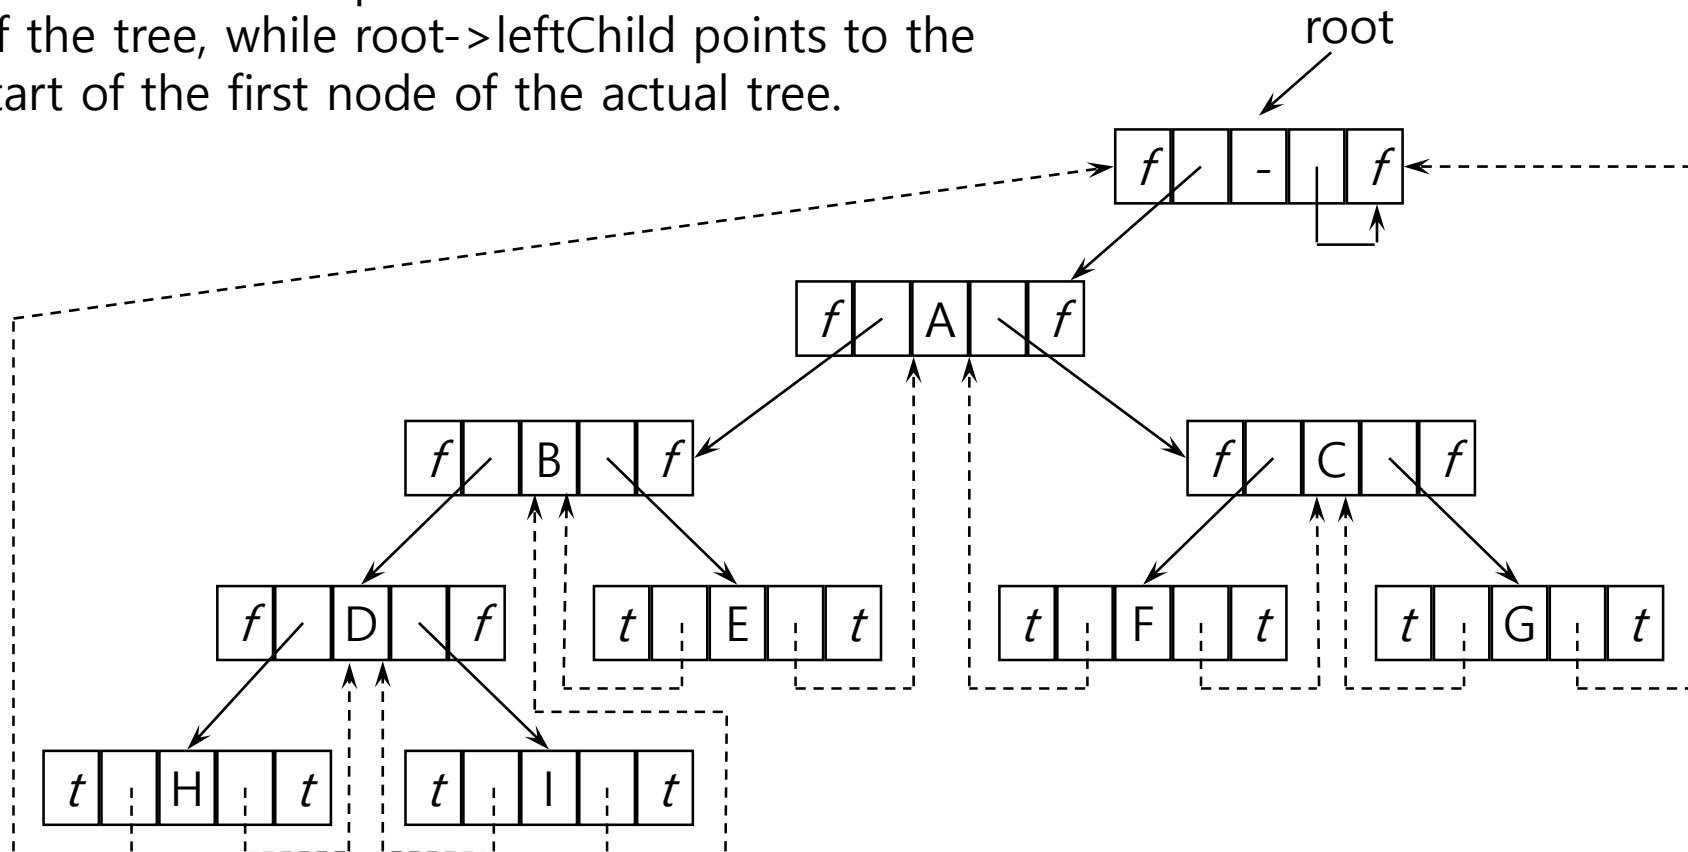 f the tree, while root->leftChild points to the
tart of the first node of the actual tree.
root
f - f
f A f
f B f
f C f
f D f
t E t
t F t
t G t
t H t
t I t